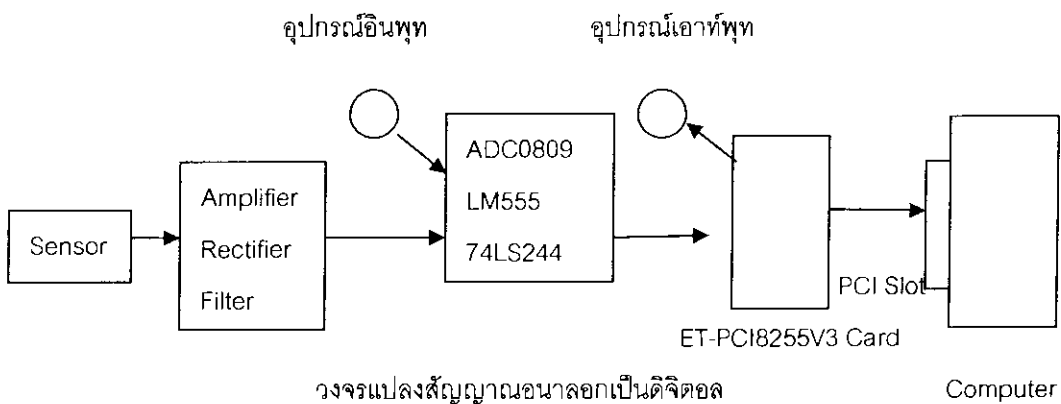 อุปกรณ์อินพุท
อุปกรณ์เอาท์พุท
ADC0809
LM555
74LS244
Amplifier
Rectifier
Filter
Sensor
PCI Slot
ET-PCI8255V3 Card
วงจรแปลงสัญญาณอนาลอกเป็นดิจิตอล
Computer